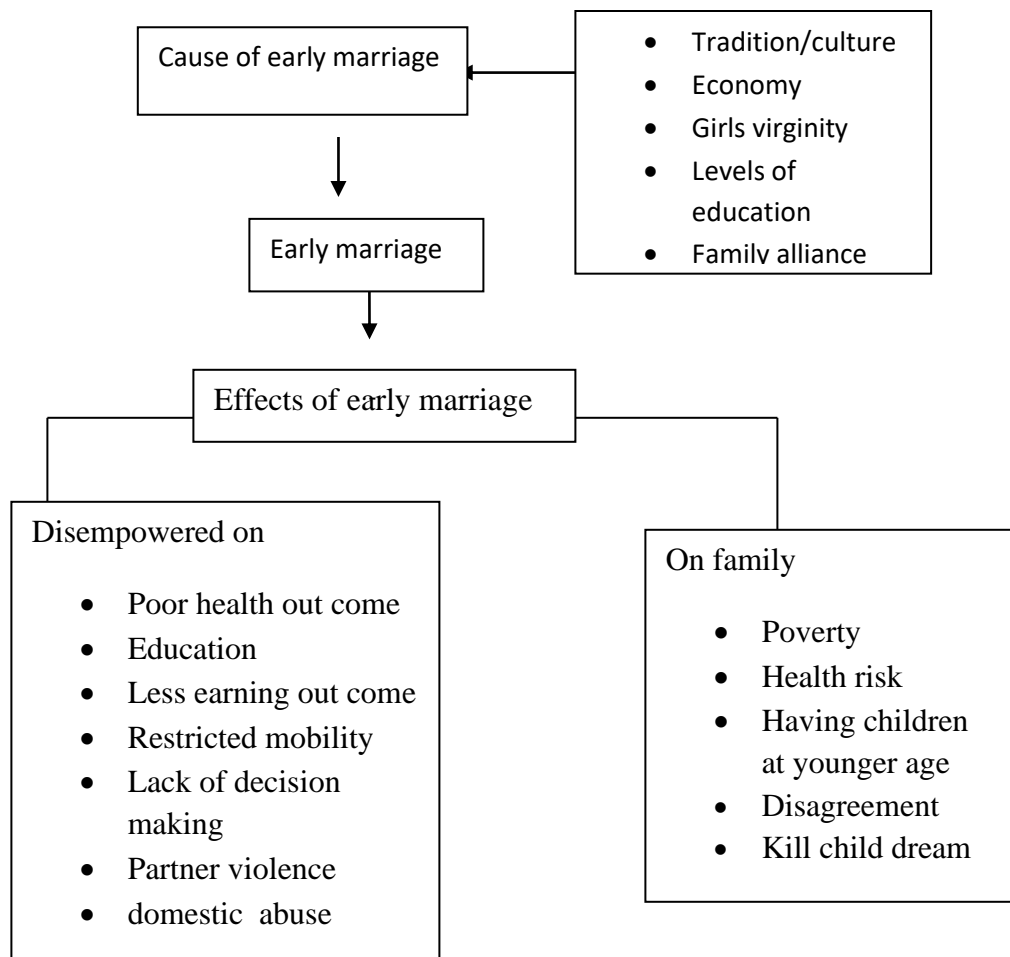 Cause of early marriage
• Tradition/culture
• Economy
• Girls virginity
• Levels of
education
• Family alliance
Early marriage
Effects of early marriage
Disempowered on
• Poor health out come
• Education
• Less earning out come
• Restricted mobility
• Lack of decision
making
• Partner violence
• domestic abuse
On family
• Poverty
• Health risk
• Having children
at younger age
• Disagreement
• Kill child dream